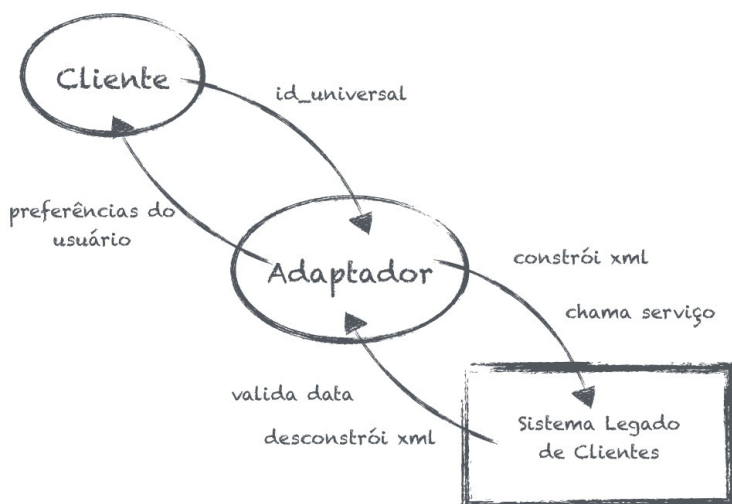 Cliente
id_universal
preferências do
usuário
Adaptador
constrói xml
chama serviço
valida data
desconstrói xml
Sistema Legado
de Clientes